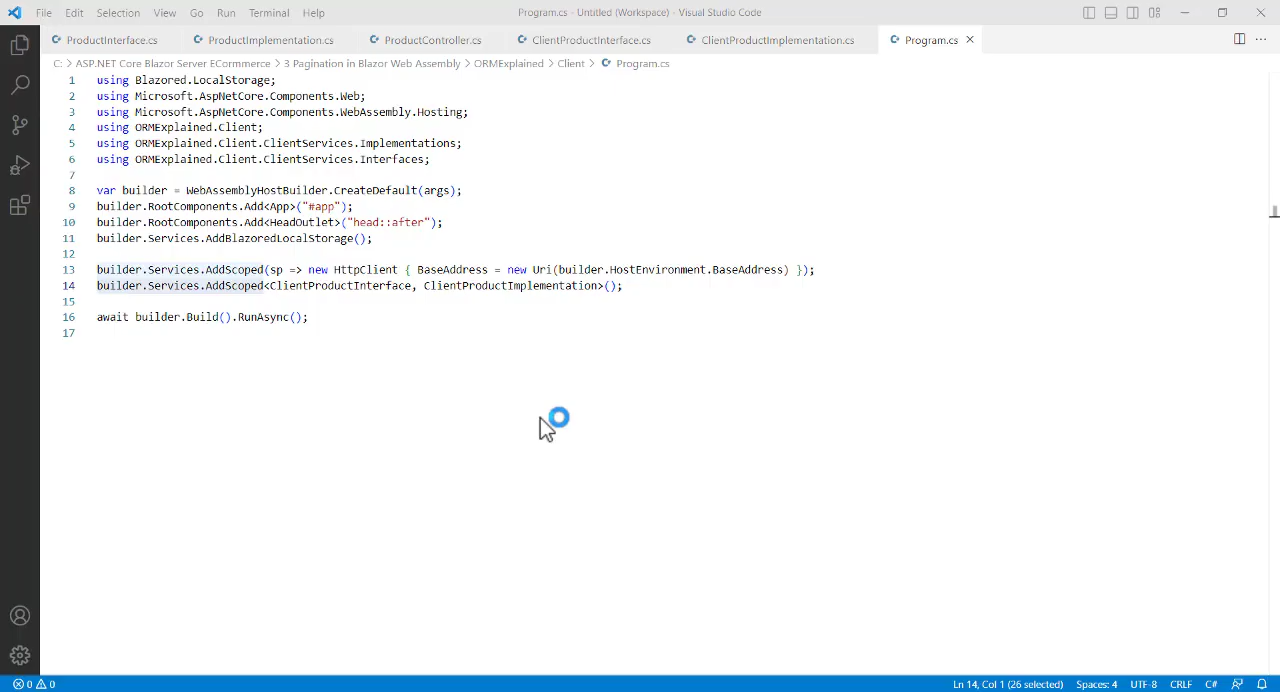 File Edit Selection View Go Run Terminal Help Program.cs - Untitled (Workspace) - Visual Studio Code
ProductInterface.cs ProductImplementation.cs ProductController.cs ClientProductInterface.cs ClientProductImplementation.cs Program.cs
C: > ASP.NET Core Blazor Server ECommerce > 3 Pagination in Blazor Web Assembly > ORMExplained > Client > Program.cs
1 using Blazored.LocalStorage;
2 using Microsoft.AspNetCore.Components.Web;
3 using Microsoft.AspNetCore.Components.WebAssembly.Hosting;
4 using ORMExplained.Client;
5 using ORMExplained.Client.ClientServices.Implementations;
6 using ORMExplained.Client.ClientServices.Interfaces;
7
8 var builder = WebAssemblyHostBuilder.CreateDefault(args);
9 builder.RootComponents.Add<App>("#app");
10 builder.RootComponents.Add<HeadOutlet>("head::after");
11 builder.Services.AddBlazoredLocalStorage();
12
13 builder.Services.AddScoped(sp => new HttpClient { BaseAddress = new Uri(builder.HostEnvironment.BaseAddress) });
14 builder.Services.AddScoped<ClientProductInterface, ClientProductImplementation>();
15
16 await builder.Build().RunAsync();
17
0 0 Ln 14, Col 1 (26 selected) Spaces: 4 UTF-8 CRLF C#